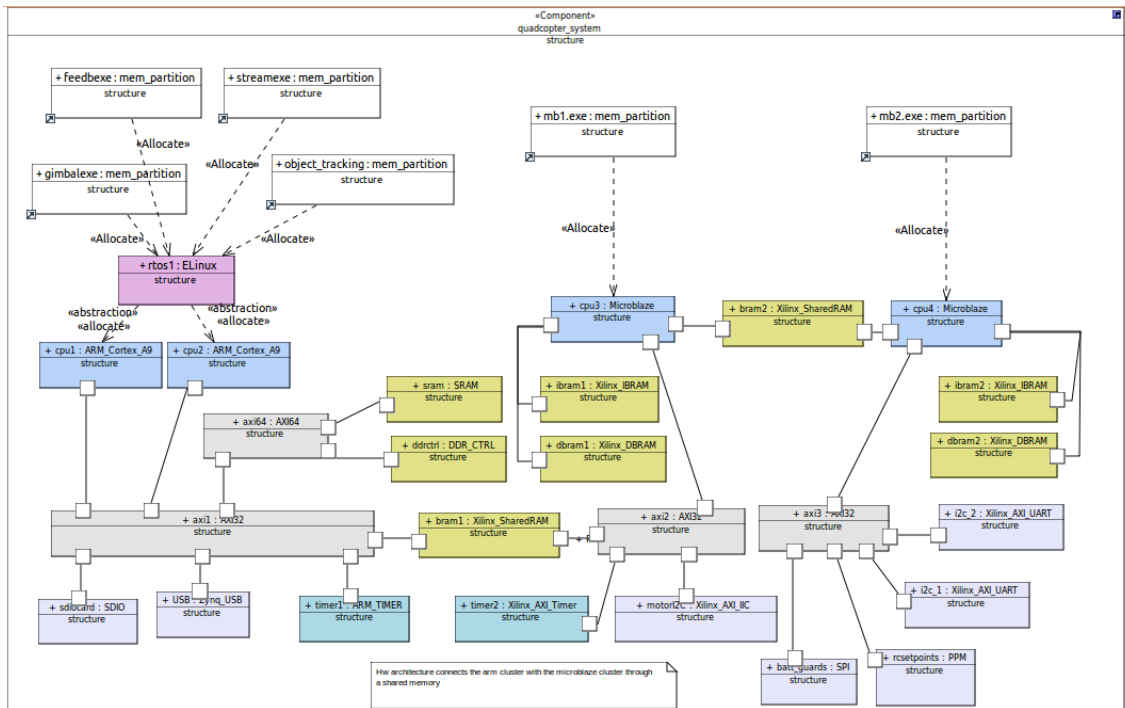 «Component»
quadcopter_system
structure
+ feedbexe : mem_partition
structure
+ streamexe : mem_partition
structure
+ mb1.exe : mem_partition
structure
+ mb2.exe : mem_partition
structure
«Allocate»
«Allocate»
+ gimbalexe : mem_partition
structure
+ object_tracking : mem_partition
structure
«Allocate»
«Allocate»
«Allocate»
«Allocate»
+ rtos1 : ELinux
structure
«abstraction»
«allocate»
«abstraction»
«allocate»
+ cpu3 : Microblaze
structure
+ bram2 : Xilinx_SharedRAM
structure
+ cpu4 : Microblaze
structure
+ cpu1 : ARM_Cortex_A9
structure
+ cpu2 : ARM_Cortex_A9
structure
+ sram : SRAM
structure
+ ibram1 : Xilinx_IBRAM
structure
+ ibram2 : Xilinx_IBRAM
structure
+ axi64 : AXI64
structure
+ ddrctrl : DDR_CTRL
structure
+ dbram1 : Xilinx_DBRAM
structure
+ dbram2 : Xilinx_DBRAM
structure
+ axi1 : AXI32
structure
+ bram1 : Xilinx_SharedRAM
structure
+ axi2 : AXI32
structure
+ axi3 : AXI32
structure
+ i2c_2 : Xilinx_AXI_UART
structure
+ sdiocard : SDIO
structure
+ USB : Zynq_USB
structure
+ timer1 : ARM_TIMER
structure
+ timer2 : Xilinx_AXI_Timer
structure
+ motorI2C : Xilinx_AXI_IIC
structure
+ i2c_1 : Xilinx_AXI_UART
structure
+ batt_guards : SPI
structure
+ rcsetpoints : PPM
structure
Hw architecture connects the arm cluster with the microblaze cluster through
a shared memory